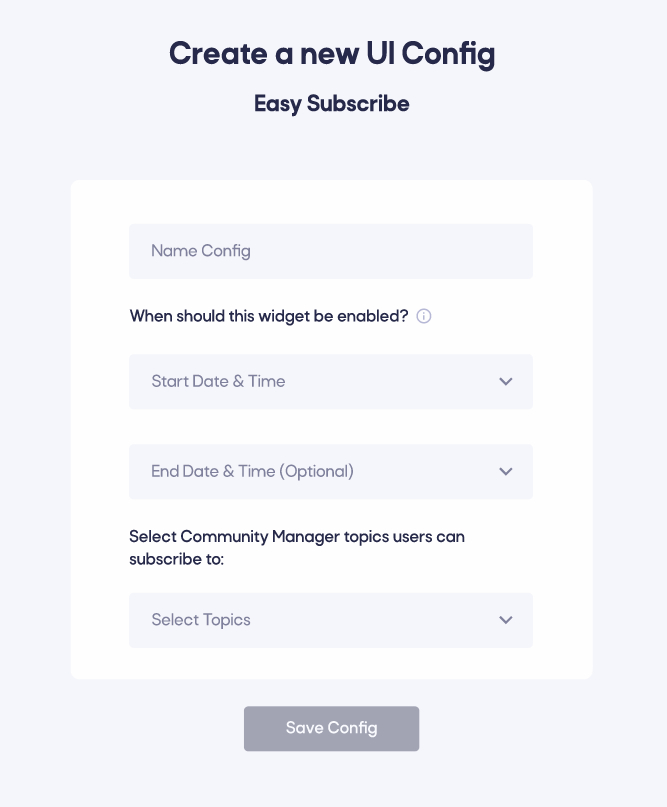 Create a new UI Config
Easy Subscribe
Name Config
When should this widget be enabled?
Start Date & Time
End Date & Time (Optional)
Select Community Manager topics users can
subscribe to:
Select Topics
Save Config